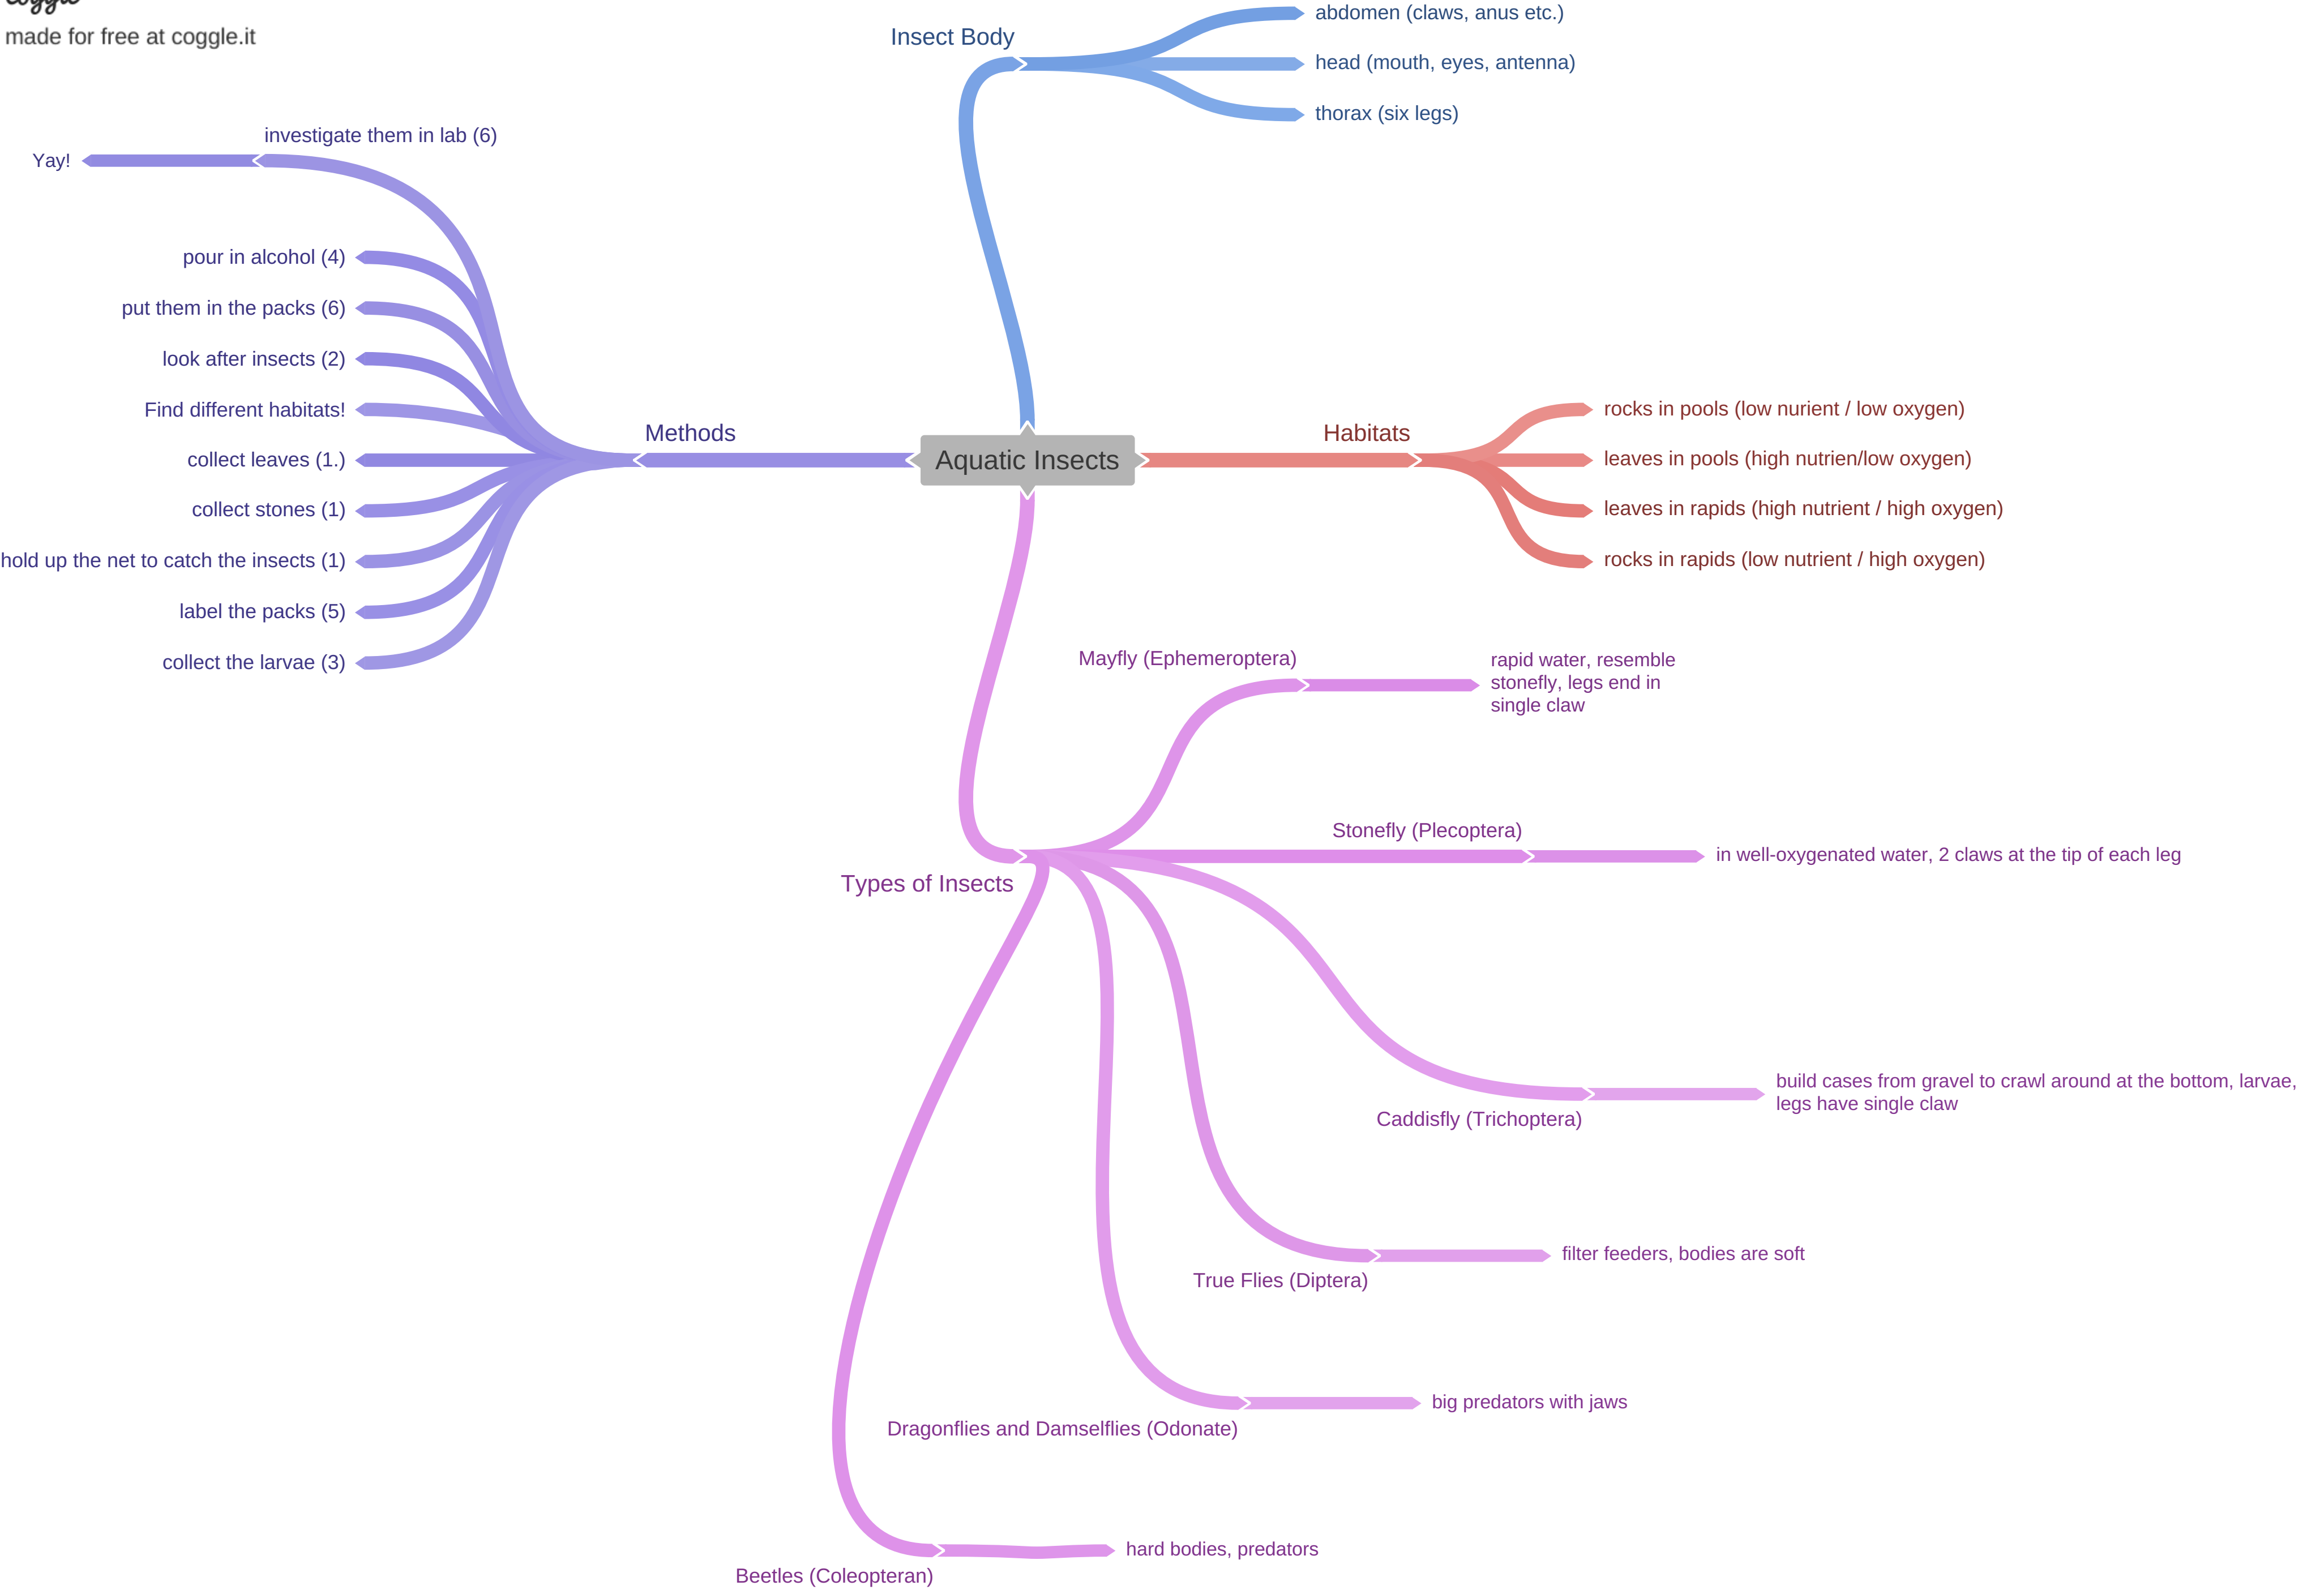 coggle
made for free at coggle.it
Insect Body
abdomen (claws, anus etc.)
head (mouth, eyes, antenna)
thorax (six legs)
investigate them in lab (6)
Yay!
pour in alcohol (4)
put them in the packs (6)
look after insects (2)
Find different habitats!
collect leaves (1.)
collect stones (1)
hold up the net to catch the insects (1)
label the packs (5)
collect the larvae (3)
Methods
Aquatic Insects
Habitats
rocks in pools (low nurient / low oxygen)
leaves in pools (high nutrien/low oxygen)
leaves in rapids (high nutrient / high oxygen)
rocks in rapids (low nutrient / high oxygen)
Mayfly (Ephemeroptera)
rapid water, resemble
stonefly, legs end in
single claw
Stonefly (Plecoptera)
in well-oxygenated water, 2 claws at the tip of each leg
Types of Insects
Caddisfly (Trichoptera)
build cases from gravel to crawl around at the bottom, larvae,
legs have single claw
True Flies (Diptera)
filter feeders, bodies are soft
Dragonflies and Damselflies (Odonate)
big predators with jaws
Beetles (Coleopteran)
hard bodies, predators